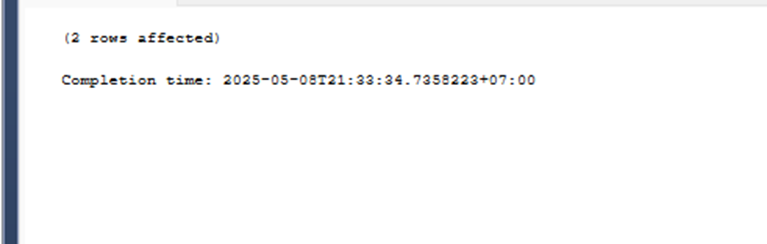 (2 rows affected)
Completion time: 2025-05-08T21:33:34.7358223+07:00